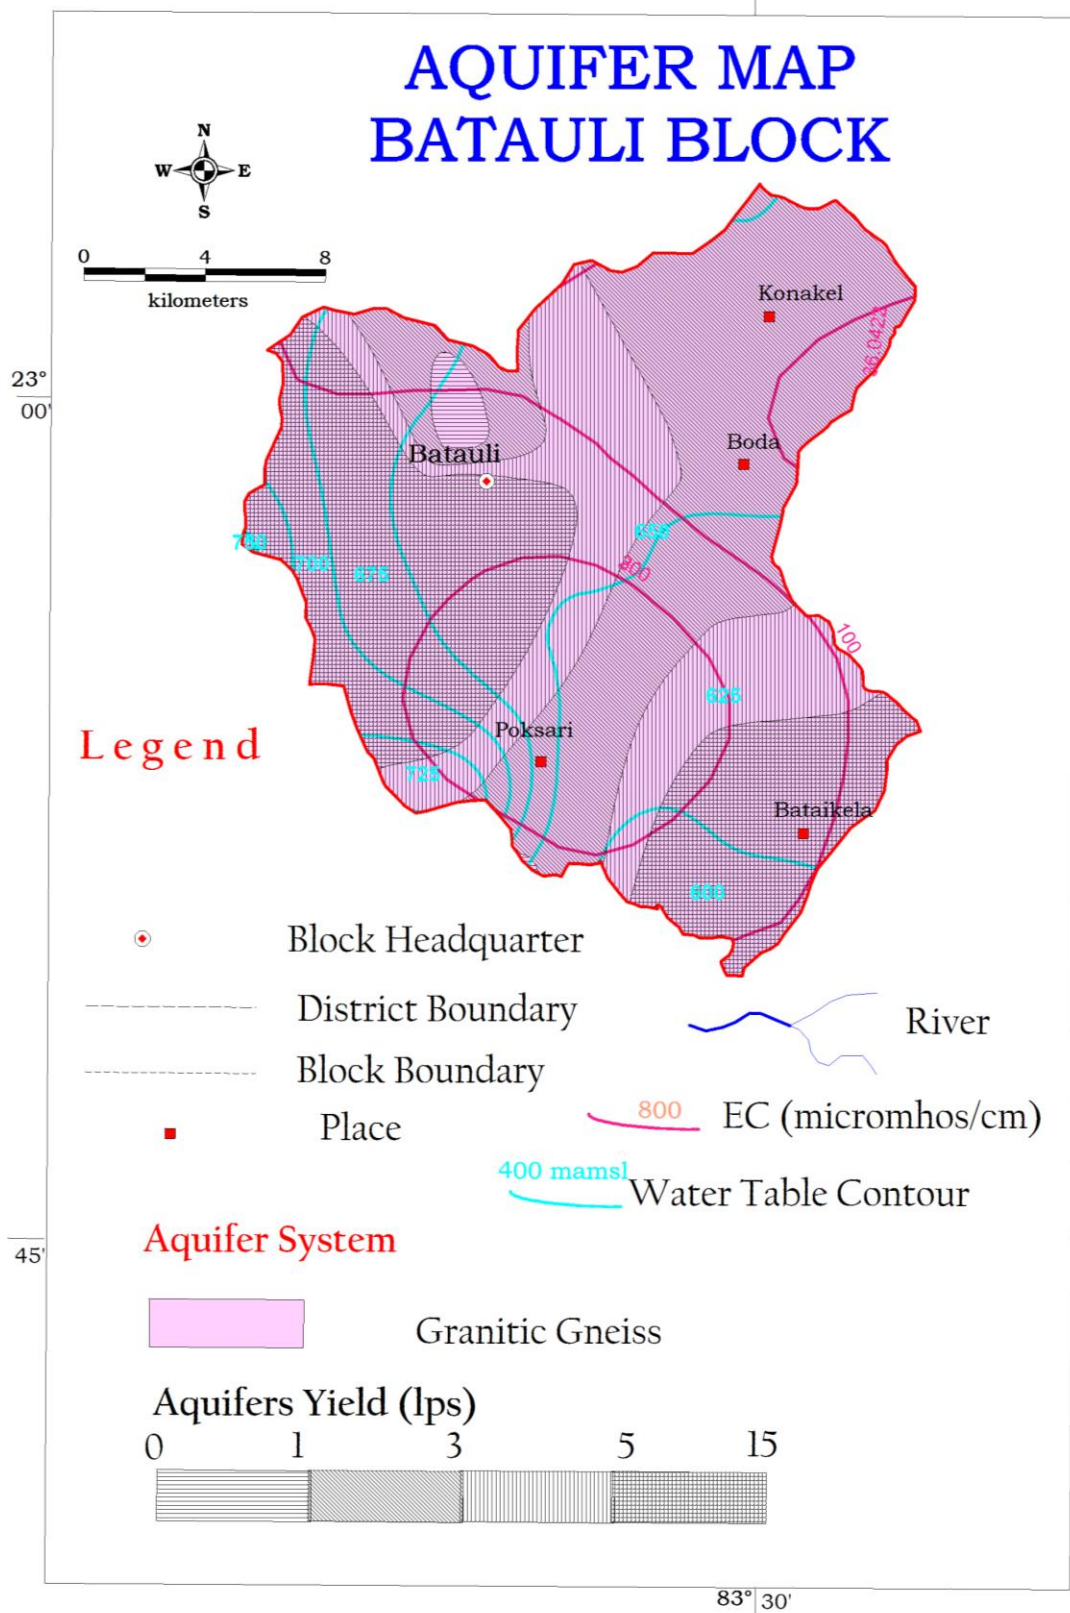 AQUIFER MAP
BATAULI BLOCK
N
W E
S
0 4 8
kilometers
Konakel
23°
00'
Boda
Batauli
700
675
800
100
625
Poksari
Legend
725
Bataikela
600
Block Headquarter
District Boundary
River
Block Boundary
800 EC (micromhos/cm)
Place
400 mamsl
Water Table Contour
Aquifer System
45'
Granitic Gneiss
Aquifers Yield (lps)
0 1 3 5 15
83° 30'